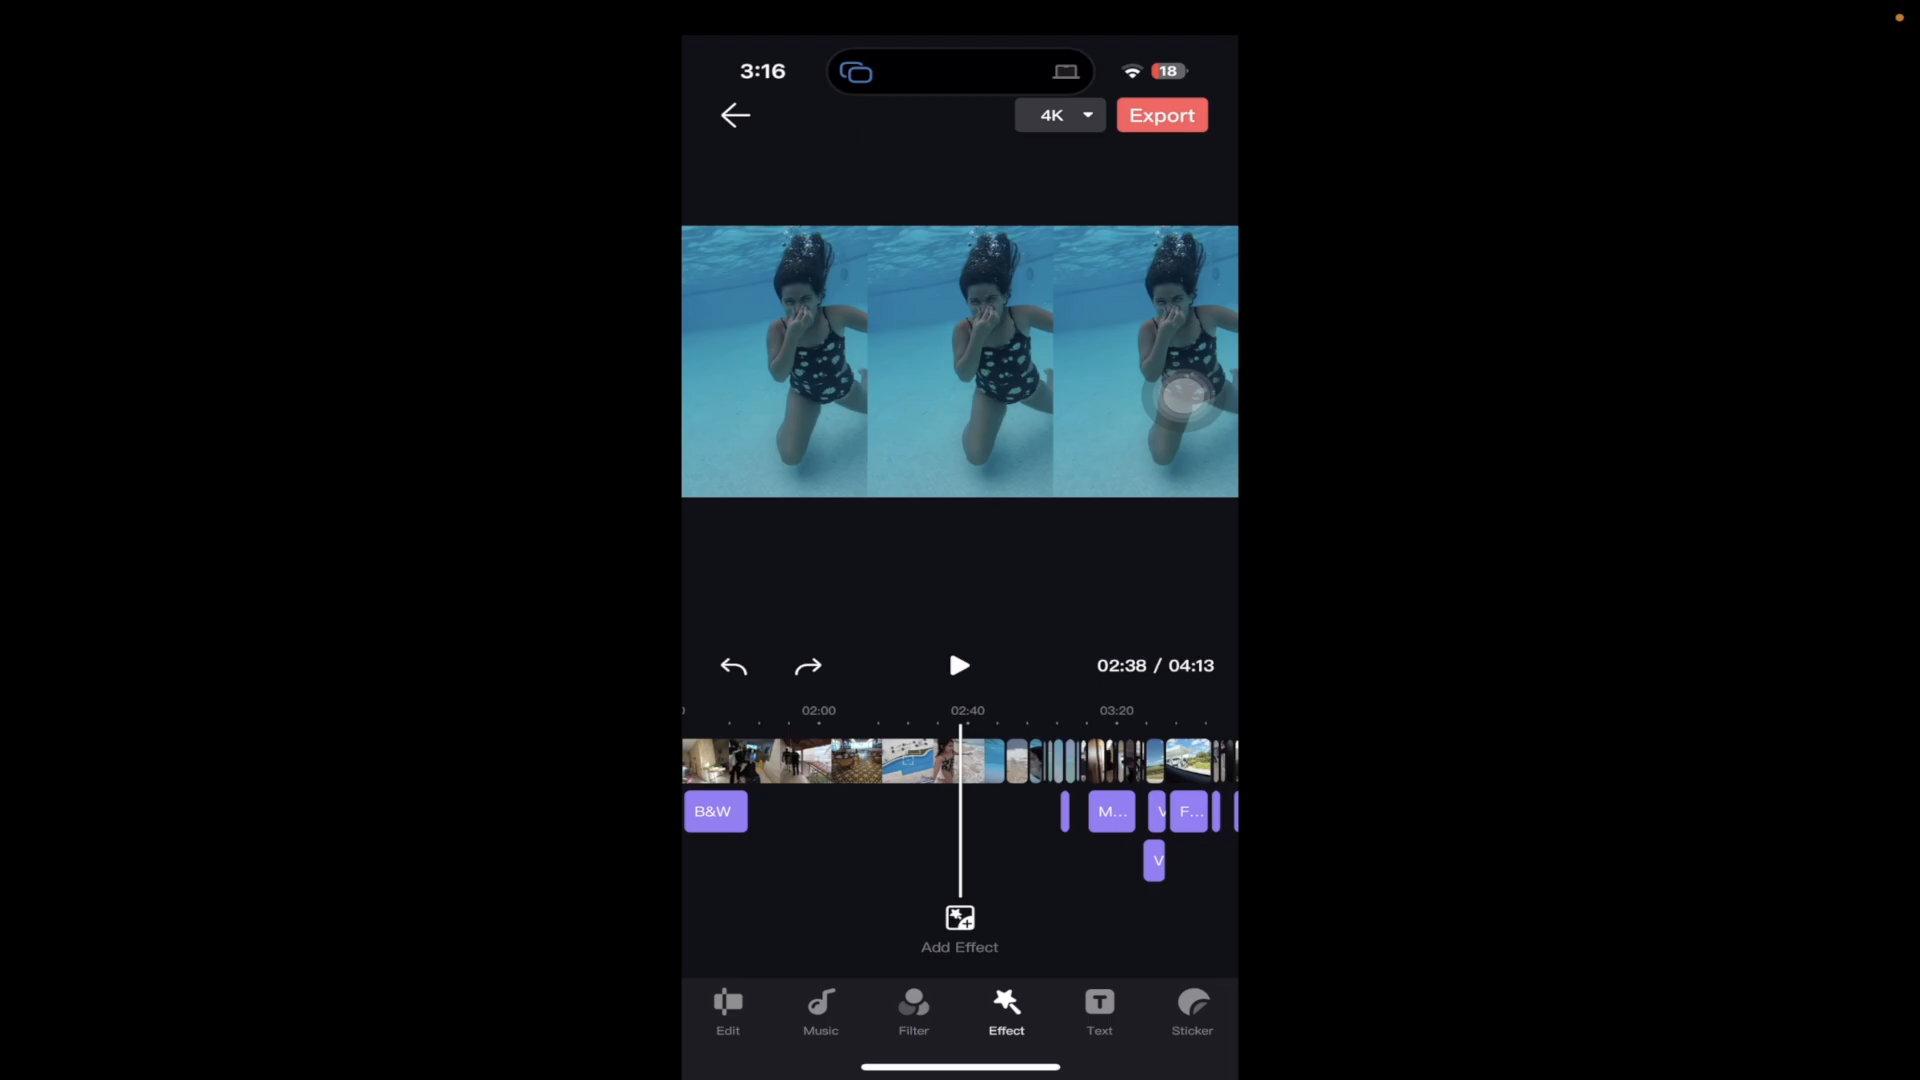 3:16
18
4K
Export
02:38 / 04:13
02:00
02:40
03:20
B&W
M...
V
F...
V
Add Effect
Edit
Music
Filter
Effect
Text
Sticker